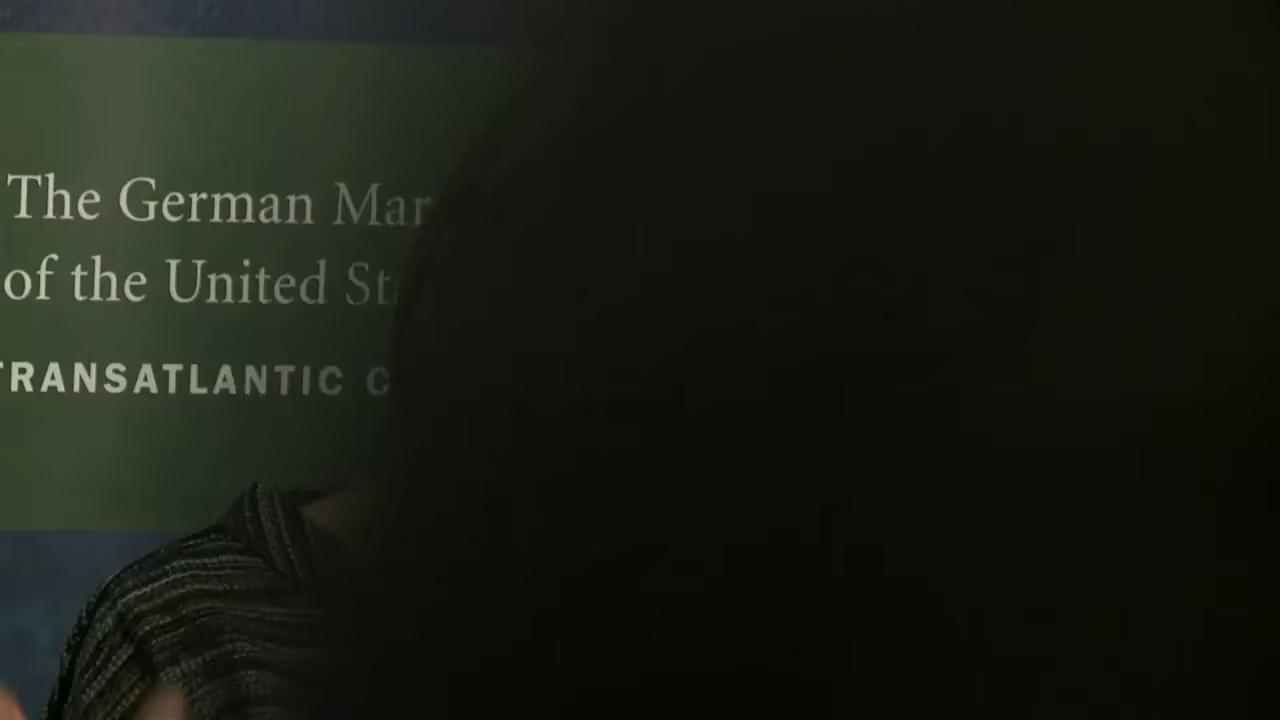 The German Mar
of the United St
TRANSATLANTIC C